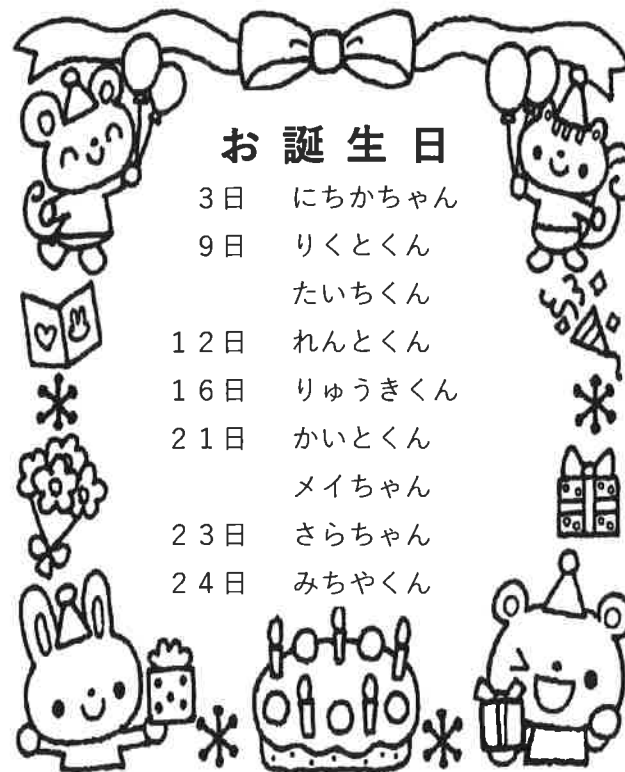 お誕生日
3日 にちかちゃん
9日 りくとくん
たいちくん
12日 れんとくん
16日 りゅうきくん
21日 かいとくん
メイちゃん
23日 さらちゃん
24日 みちやくん